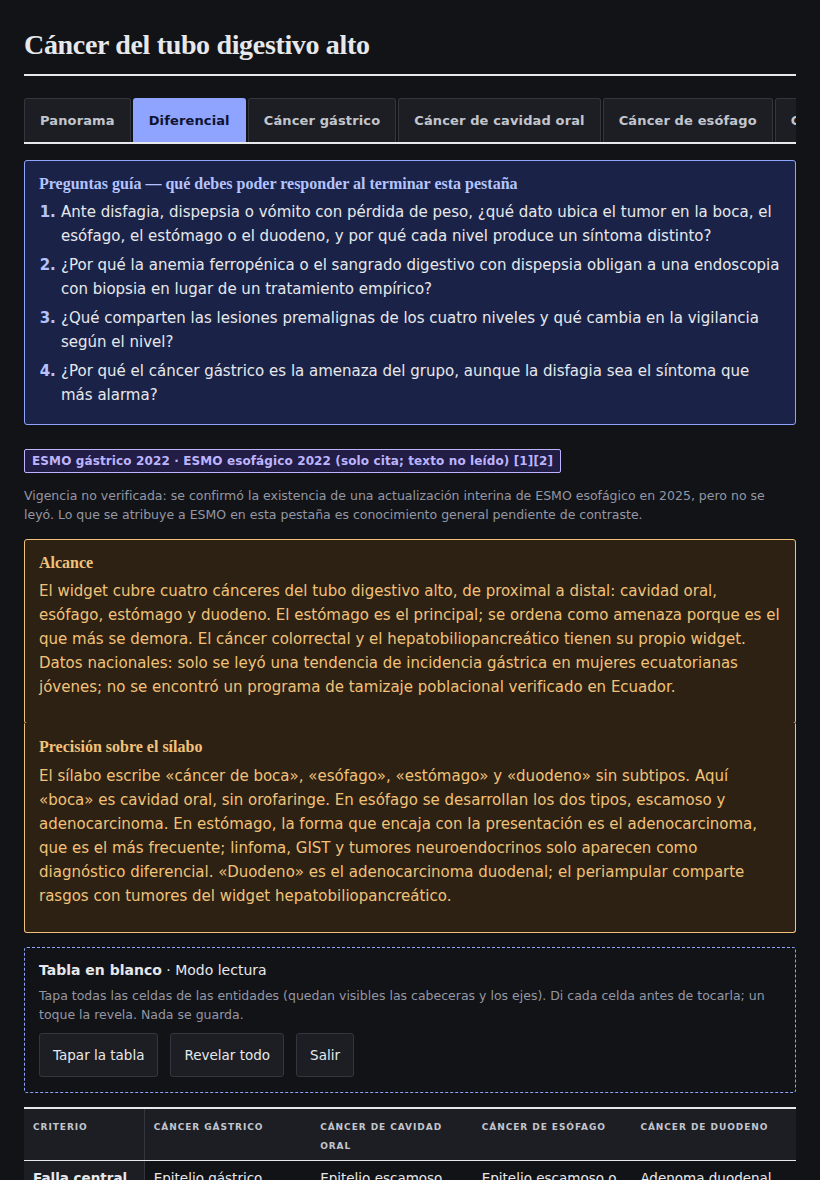 Cáncer del tubo digestivo alto
Panorama
Diferencial
Cáncer gástrico
Cáncer de cavidad oral
Cáncer de esófago
Preguntas guía — qué debes poder responder al terminar esta pestaña
1. Ante disfagia, dispepsia o vómito con pérdida de peso, ¿qué dato ubica el tumor en la boca, el
esófago, el estómago o el duodeno, y por qué cada nivel produce un síntoma distinto?
2. ¿Por qué la anemia ferropénica o el sangrado digestivo con dispepsia obligan a una endoscopia
con biopsia en lugar de un tratamiento empírico?
3. ¿Qué comparten las lesiones premalignas de los cuatro niveles y qué cambia en la vigilancia
según el nivel?
4. ¿Por qué el cáncer gástrico es la amenaza del grupo, aunque la disfagia sea el síntoma que
más alarma?
ESMO gástrico 2022 · ESMO esofágico 2022 (solo cita; texto no leído) [1][2]
Vigencia no verificada: se confirmó la existencia de una actualización interina de ESMO esofágico en 2025, pero no se
leyó. Lo que se atribuye a ESMO en esta pestaña es conocimiento general pendiente de contraste.
Alcance
El widget cubre cuatro cánceres del tubo digestivo alto, de proximal a distal: cavidad oral,
esófago, estómago y duodeno. El estómago es el principal; se ordena como amenaza porque es el
que más se demora. El cáncer colorrectal y el hepatobiliopancreático tienen su propio widget.
Datos nacionales: solo se leyó una tendencia de incidencia gástrica en mujeres ecuatorianas
jóvenes; no se encontró un programa de tamizaje poblacional verificado en Ecuador.
Precisión sobre el sílabo
El sílabo escribe «cáncer de boca», «esófago», «estómago» y «duodeno» sin subtipos. Aquí
«boca» es cavidad oral, sin orofaringe. En esófago se desarrollan los dos tipos, escamoso y
adenocarcinoma. En estómago, la forma que encaja con la presentación es el adenocarcinoma,
que es el más frecuente; linfoma, GIST y tumores neuroendocrinos solo aparecen como
diagnóstico diferencial. «Duodeno» es el adenocarcinoma duodenal; el periampular comparte
rasgos con tumores del widget hepatobiliopancreático.
Tabla en blanco · Modo lectura
Tapa todas las celdas de las entidades (quedan visibles las cabeceras y los ejes). Di cada celda antes de tocarla; un
toque la revela. Nada se guarda.
Tapar la tabla
Revelar todo
Salir
CRITERIO
CÁNCER GÁSTRICO
CÁNCER DE CAVIDAD
ORAL
CÁNCER DE ESÓFAGO
CÁNCER DE DUODENO
Falla central
Epitelio gástrico
Epitelio escamoso
Epitelio escamoso o
Adenoma duodenal